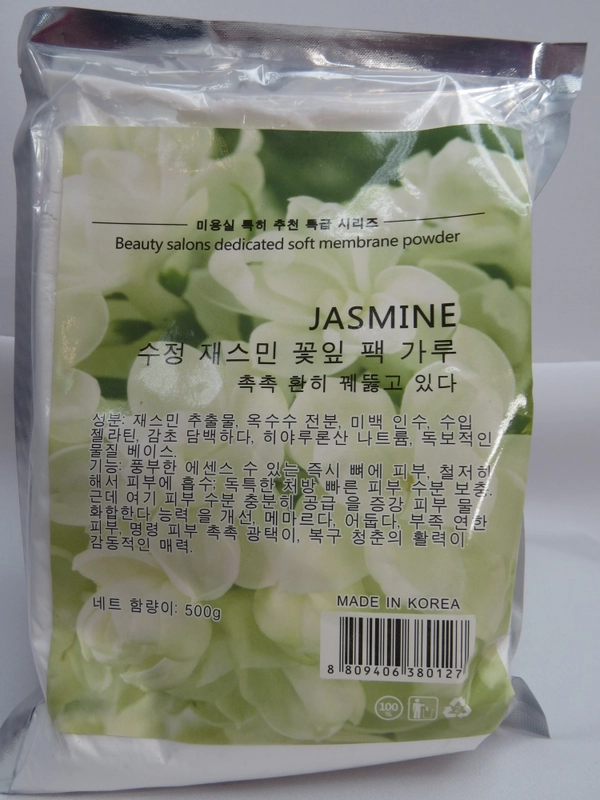 미용실 특히 추천 특급 시리즈
Beauty salons dedicated soft membrane powder
JASMINE
수정 재스민 꽃잎 팩 가루
촉촉 환히 꿰뚫고 있다
성분: 재스민 추출물, 옥수수 전분, 미백 인수, 수입
젤라틴, 감초 담백하다, 히야루론산 나트륨, 독보적인
물질 베이스.
기능: 풍부한 에센스 수 있는 즉시 뼈에 피부, 철저히
해서 피부에 흡수; 독특한 처방 빠른 피부 수분 보충.
근데 여기 피부 수분 충분히 공급 을 증강 피부 물
화합한다 능력 을 개선, 메마르다, 어둡다, 부족 연한
피부, 명령 피부 촉촉 광택이, 복구 청춘의 활력이
감동적인 매력.
네트 함량이: 500g
MADE IN KOREA
8 809406 380127
100